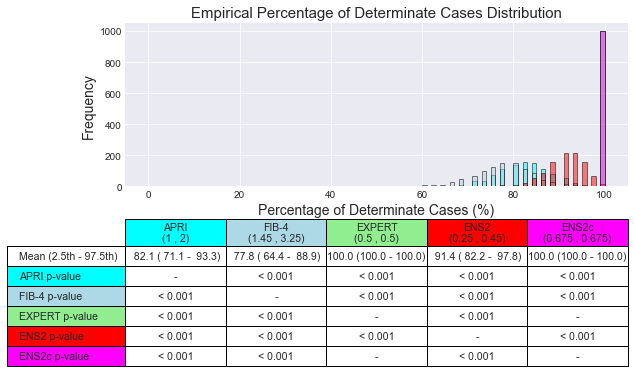 Empirical Percentage of Determinate Cases Distribution
1000
800
600
400
200
0
Frequency
0 20 40 60 80 100
Percentage of Determinate Cases (%)
APRI FIB-4 EXPERT ENS2 ENS2c
(1 , 2) (1.45 , 3.25) (0.5 , 0.5) (0.25 , 0.45) (0.675 , 0.675)
Mean (2.5th - 97.5th) 82.1 ( 71.1 - 93.3) 77.8 ( 64.4 - 88.9) 100.0 (100.0 - 100.0) 91.4 ( 82.2 - 97.8) 100.0 (100.0 - 100.0)
APRI p-value - < 0.001 < 0.001 < 0.001 < 0.001
FIB-4 p-value < 0.001 - < 0.001 < 0.001 < 0.001
EXPERT p-value < 0.001 < 0.001 - < 0.001 -
ENS2 p-value < 0.001 < 0.001 < 0.001 - < 0.001
ENS2c p-value < 0.001 < 0.001 - < 0.001 -